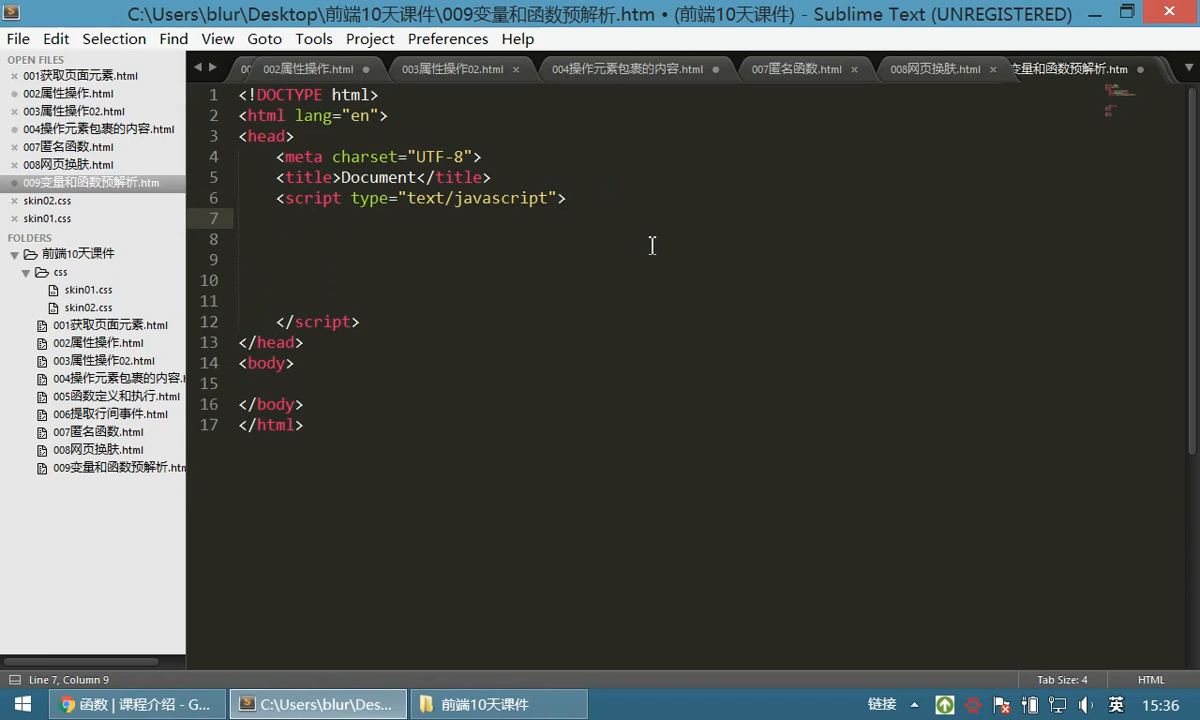 C:\Users\blur\Desktop\前端10天课件\009变量和函数预解析.htm • (前端10天课件) - Sublime Text (UNREGISTERED)
File Edit Selection Find View Goto Tools Project Preferences Help
OPEN FILES
001获取页面元素.html
002属性操作.html
003属性操作02.html
004操作元素包裹的内容.html
007匿名函数.html
008网页换肤.html
009变量和函数预解析.htm
skin02.css
skin01.css
FOLDERS
前端10天课件
css
skin01.css
skin02.css
001获取页面元素.html
002属性操作.html
003属性操作02.html
004操作元素包裹的内容.h
005函数定义和执行.html
006提取行间事件.html
007匿名函数.html
008网页换肤.html
009变量和函数预解析.htm
00 002属性操作.html 003属性操作02.html 004操作元素包裹的内容.html 007匿名函数.html 008网页换肤.html 变量和函数预解析.htm
1 <!DOCTYPE html>
2 <html lang="en">
3 <head>
4 <meta charset="UTF-8">
5 <title>Document</title>
6 <script type="text/javascript">
7
8
9
10
11
12 </script>
13 </head>
14 <body>
15
16 </body>
17 </html>
Line 7, Column 9 Tab Size: 4 HTML
函数 | 课程介绍 - G... C:\Users\blur\Des... 前端10天课件 链接 英 15:36